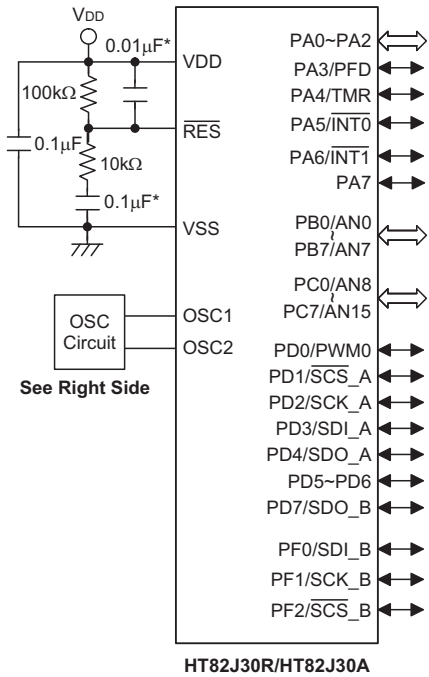 VDD
0.01μF*
100kΩ
0.1μF
10kΩ
0.1μF*
OSC
Circuit
See Right Side
VDD
RES
VSS
OSC1
OSC2
PA0~PA2
PA3/PFD
PA4/TMR
PA5/INT0
PA6/INT1
PA7
PB0/AN0
~
PB7/AN7
PC0/AN8
~
PC7/AN15
PD0/PWM0
PD1/SCS_A
PD2/SCK_A
PD3/SDI_A
PD4/SDO_A
PD5~PD6
PD7/SDO_B
PF0/SDI_B
PF1/SCK_B
PF2/SCS_B
HT82J30R/HT82J30A